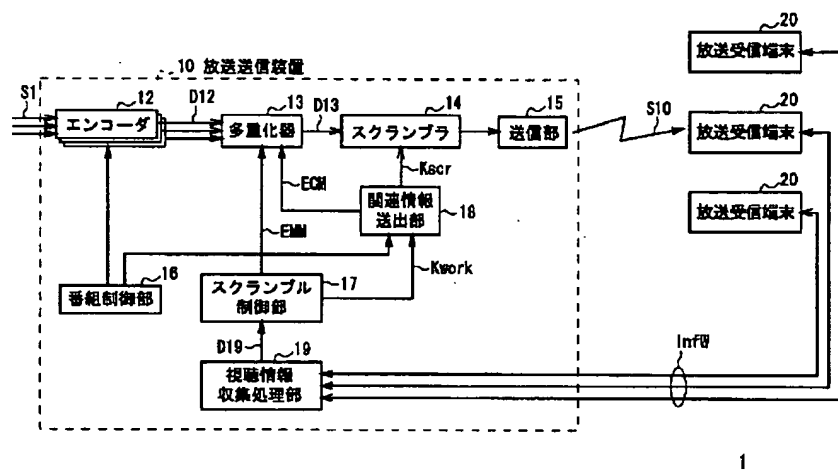 20
放送受信端末
10 放送送信装置
S1
12
エンコーダ
D12
13
多重化器
D13
14
スクランブラ
15
送信部
S10
20
放送受信端末
Kscr
ECM
関連情報
送出部
18
20
放送受信端末
EMM
Kwork
16
番組制御部
17
スクランブル
制御部
D19
19
視聴情報
収集処理部
InfW
1